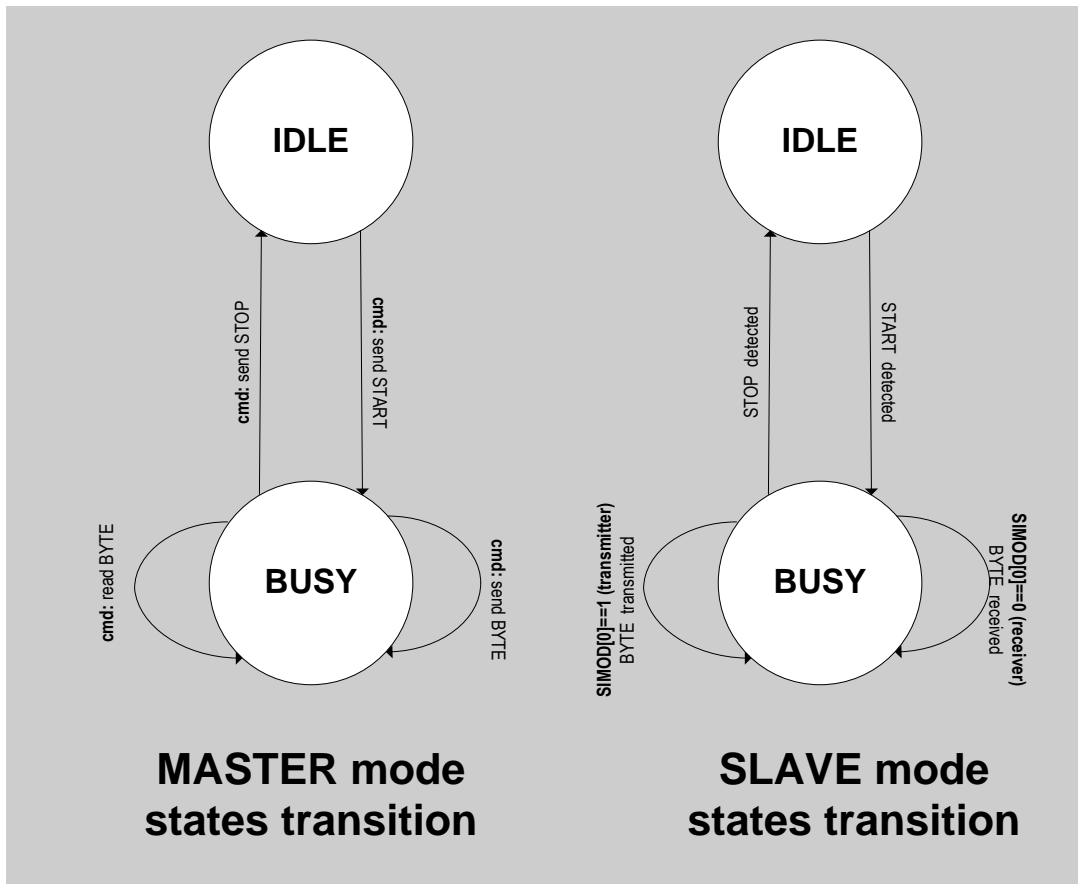 IDLE
cmd: send STOP
cmd: send START
cmd: read BYTE
BUSY
cmd: send BYTE
MASTER mode
states transition
IDLE
STOP detected
START detected
SIMOD[0]==1 (transmitter)
BYTE transmitted
BUSY
SIMOD[0]==0 (receiver)
BYTE received
SLAVE mode
states transition